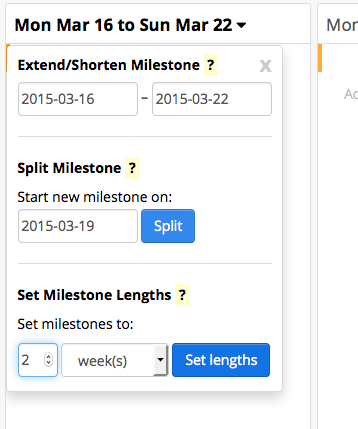 Mon Mar 16 to Sun Mar 22
Mon
Extend/Shorten Milestone ?
x
2015-03-16 – 2015-03-22
Split Milestone ?
Start new milestone on:
2015-03-19 Split
Set Milestone Lengths ?
Set milestones to:
2 week(s) Set lengths